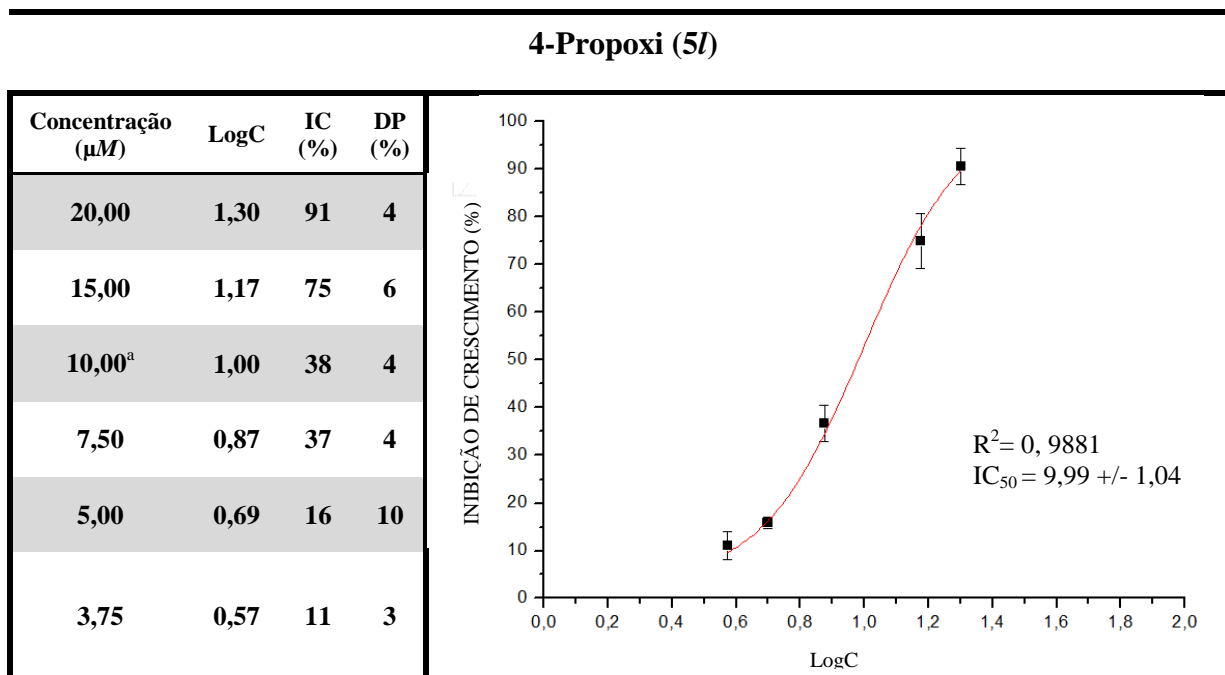 4-Propoxi (5l)
Concentração (µM) LogC IC (%) DP (%)
20,00 1,30 91 4
15,00 1,17 75 6
10,00ᵃ 1,00 38 4
7,50 0,87 37 4
5,00 0,69 16 10
3,75 0,57 11 3
INIBIÇÃO DE CRESCIMENTO (%)
100
90
80
70
60
50
40
30
20
10
0
R²= 0, 9881
IC₅₀ = 9,99 +/- 1,04
0,0 0,2 0,4 0,6 0,8 1,0 1,2 1,4 1,6 1,8 2,0
LogC